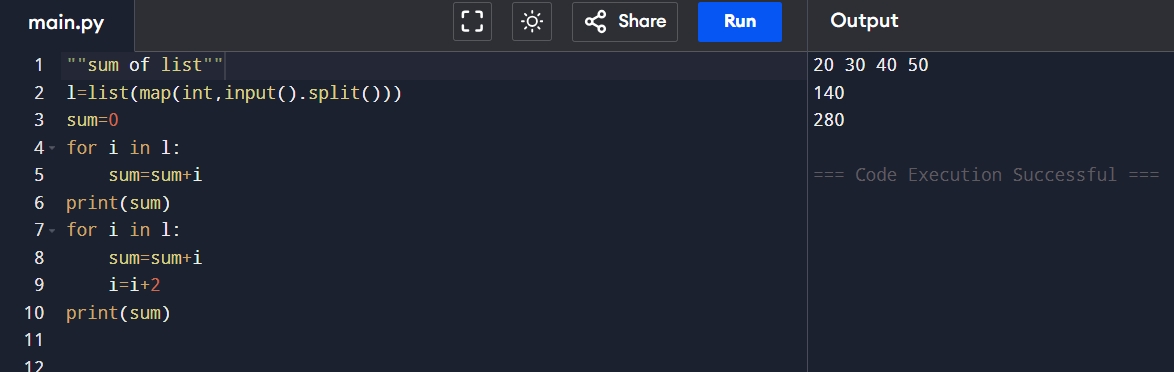 main.py Share Run Output
1 ""sum of list""
2 l=list(map(int,input().split()))
3 sum=0
4 for i in l:
5     sum=sum+i
6 print(sum)
7 for i in l:
8     sum=sum+i
9     i=i+2
10 print(sum)
11
12
20 30 40 50
140
280
=== Code Execution Successful ===